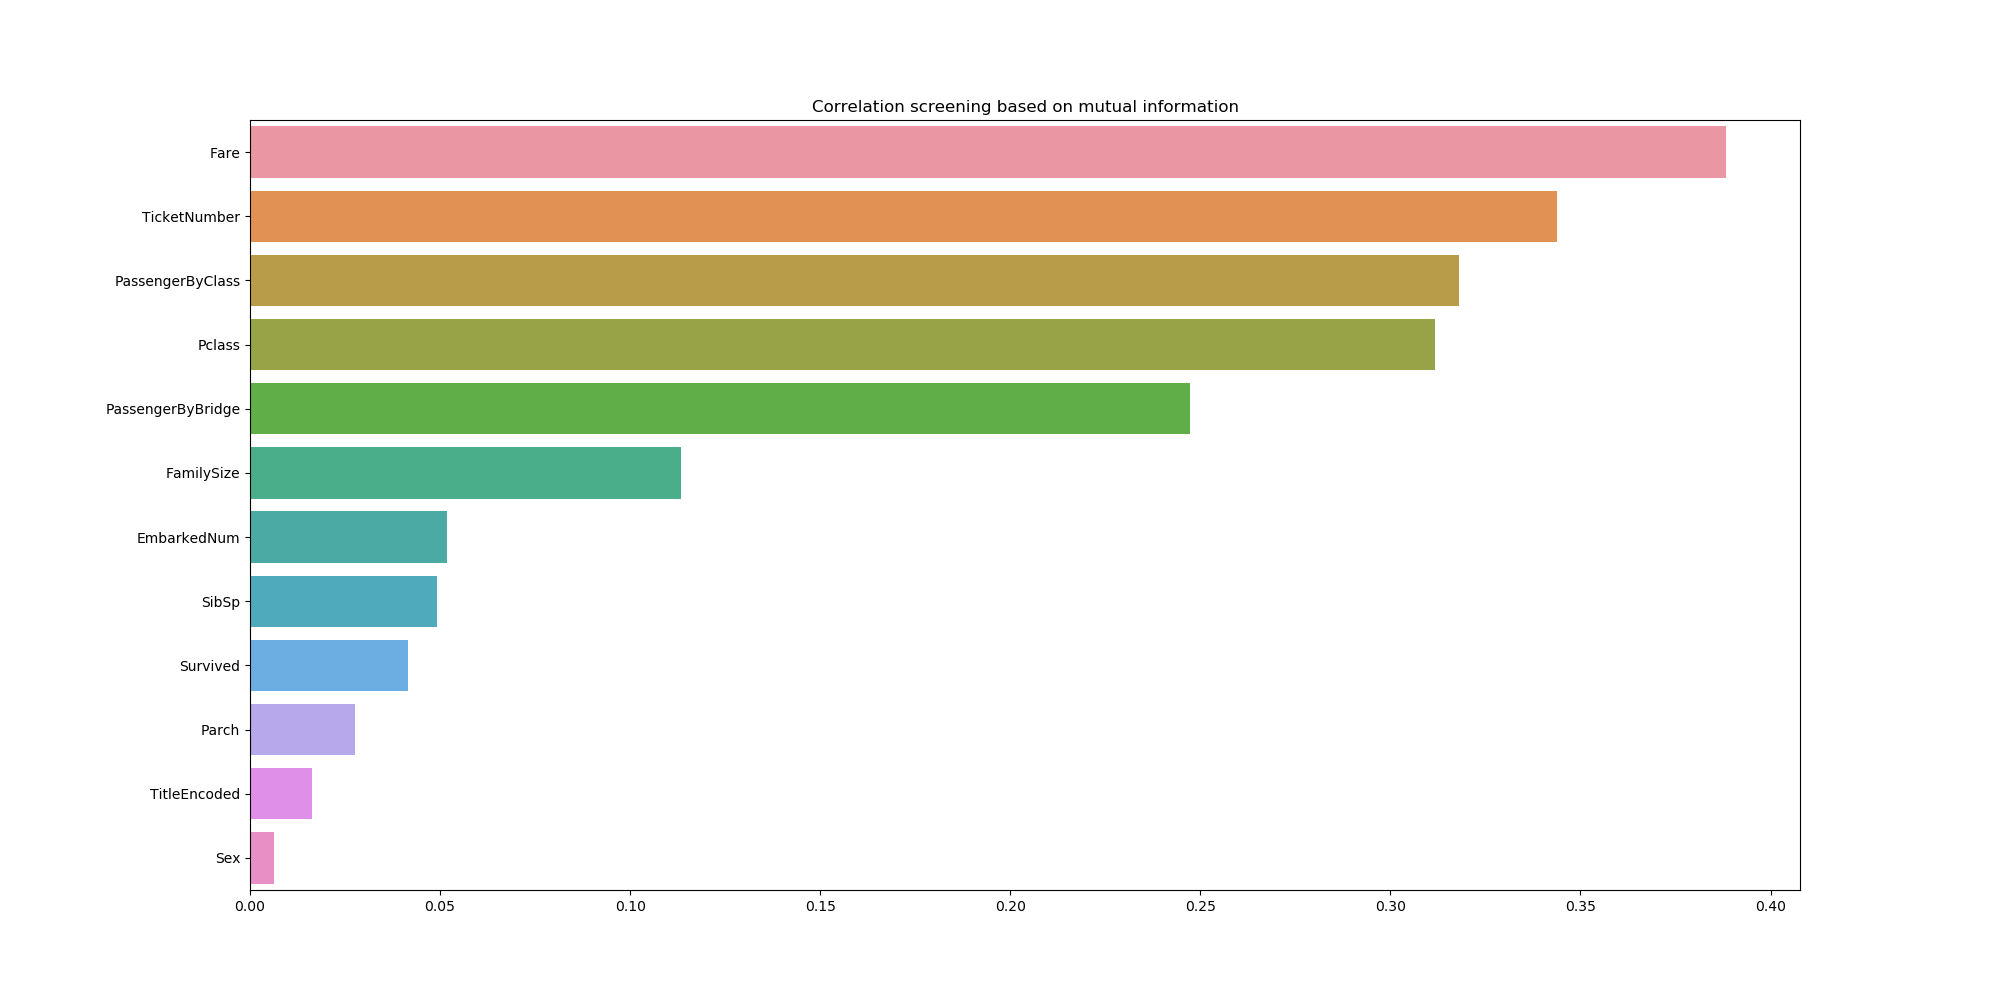 Correlation screening based on mutual information
Fare
TicketNumber
PassengerByClass
Pclass
PassengerByBridge
FamilySize
EmbarkedNum
SibSp
Survived
Parch
TitleEncoded
Sex
0.00 0.05 0.10 0.15 0.20 0.25 0.30 0.35 0.40